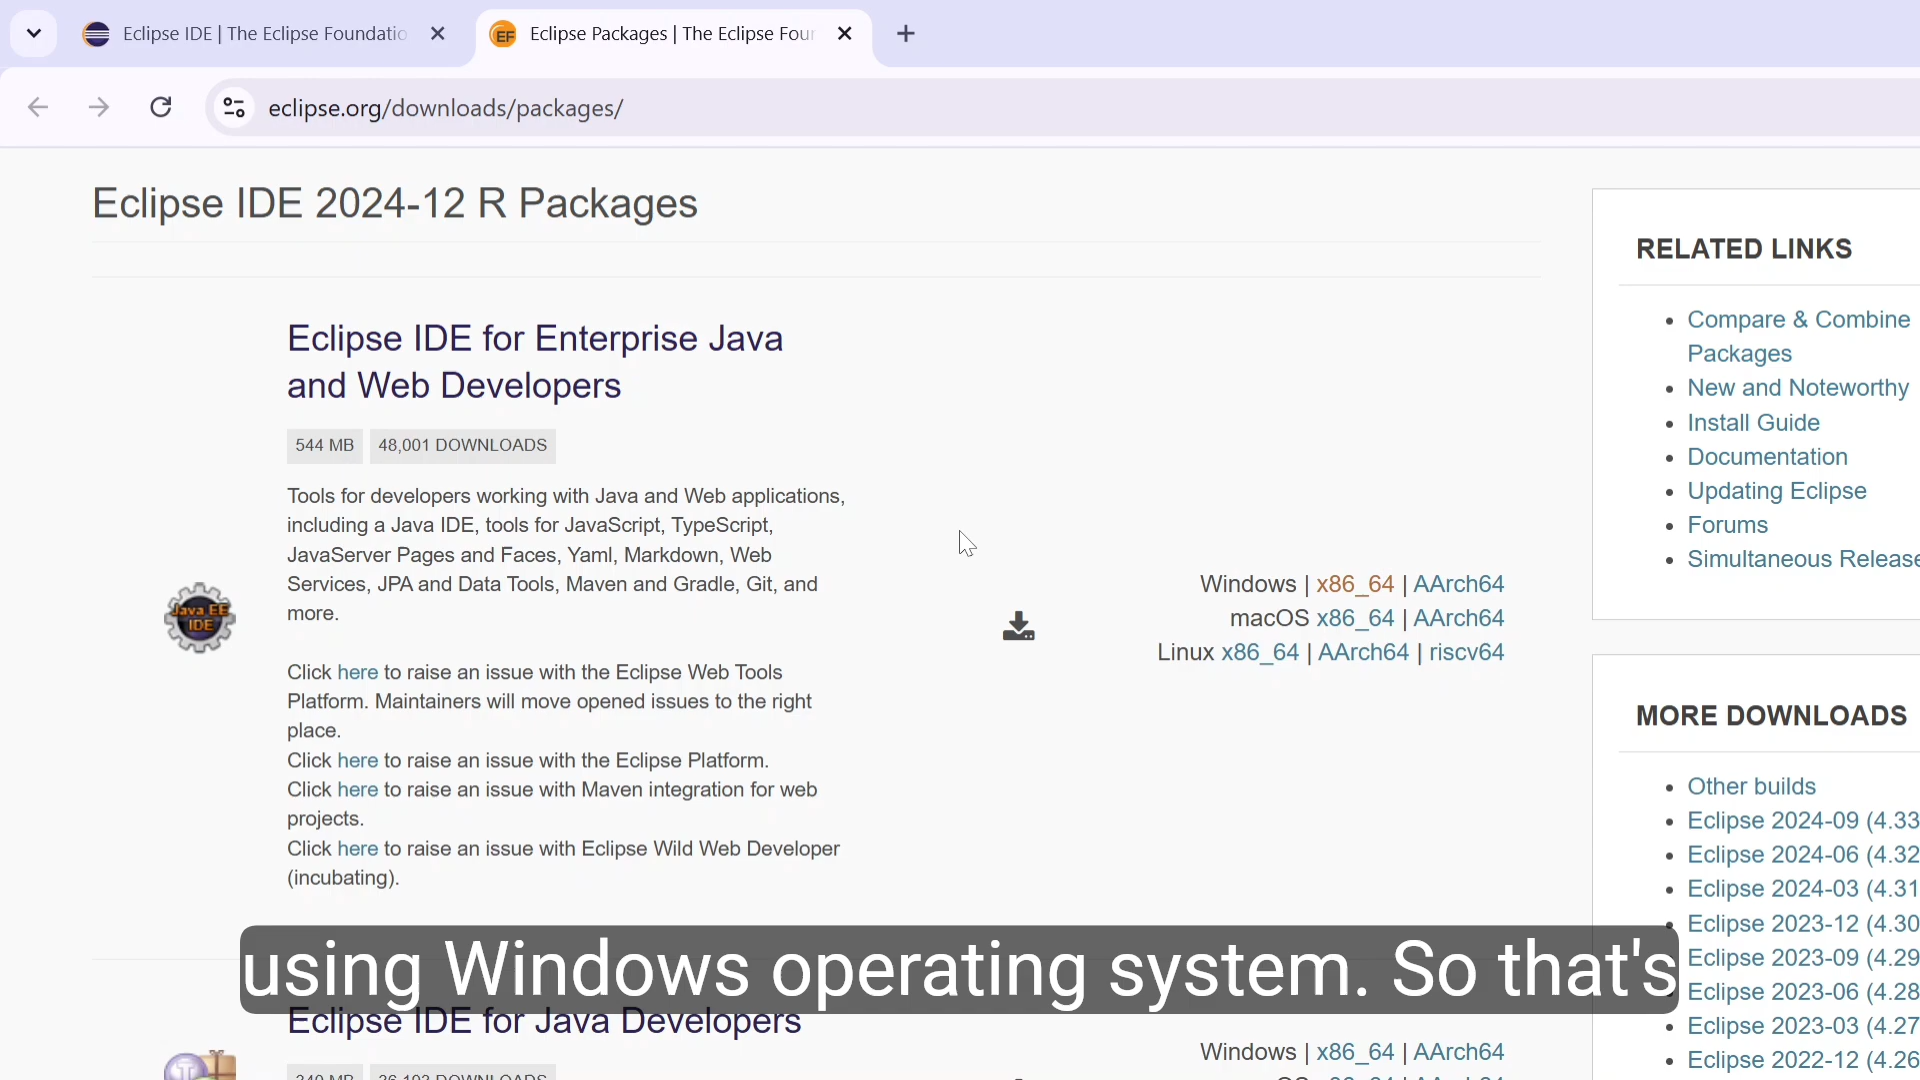 Eclipse IDE | The Eclipse Foundatio
EF
Eclipse Packages | The Eclipse Four
eclipse.org/downloads/packages/
Eclipse IDE 2024-12 R Packages
Eclipse IDE for Enterprise Java
and Web Developers
544 MB
48,001 DOWNLOADS
Tools for developers working with Java and Web applications,
including a Java IDE, tools for JavaScript, TypeScript,
JavaServer Pages and Faces, Yaml, Markdown, Web
Services, JPA and Data Tools, Maven and Gradle, Git, and
more.
Java EE
IDE
Click here to raise an issue with the Eclipse Web Tools
Platform. Maintainers will move opened issues to the right
place.
Click here to raise an issue with the Eclipse Platform.
Click here to raise an issue with Maven integration for web
projects.
Click here to raise an issue with Eclipse Wild Web Developer
(incubating).
Windows | x86_64 | AArch64
macOS x86_64 | AArch64
Linux x86_64 | AArch64 | riscv64
Eclipse IDE for Java Developers
340 MB
DOWNLOADS
Windows | x86_64 | AArch64
RELATED LINKS
Compare & Combine
Packages
New and Noteworthy
Install Guide
Documentation
Updating Eclipse
Forums
Simultaneous Release
MORE DOWNLOADS
Other builds
Eclipse 2024-09 (4.33
Eclipse 2024-06 (4.32
Eclipse 2024-03 (4.31
Eclipse 2023-12 (4.30
Eclipse 2023-09 (4.29
Eclipse 2023-06 (4.28
Eclipse 2023-03 (4.27
Eclipse 2022-12 (4.26
using Windows operating system. So that's